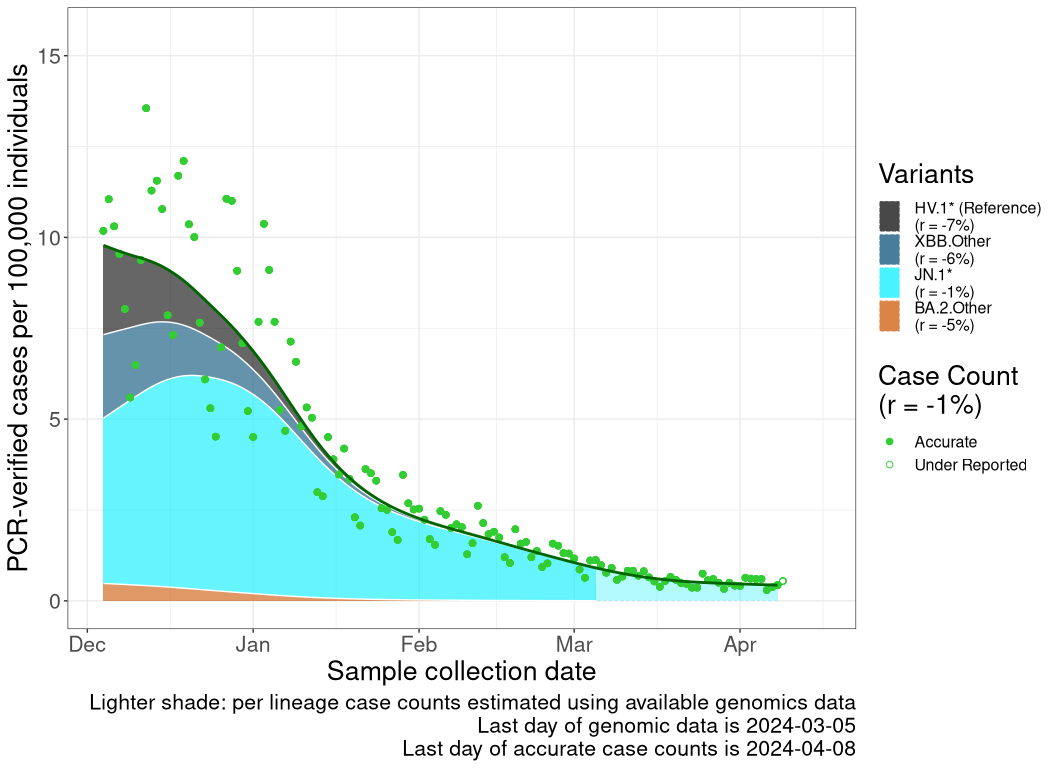 PCR-verified cases per 100,000 individuals
15
10
5
0
Dec Jan Feb Mar Apr
Sample collection date
Lighter shade: per lineage case counts estimated using available genomics data
Last day of genomic data is 2024-03-05
Last day of accurate case counts is 2024-04-08
Variants
HV.1* (Reference)
(r = -7%)
XBB.Other
(r = -6%)
JN.1*
(r = -1%)
BA.2.Other
(r = -5%)
Case Count
(r = -1%)
Accurate
Under Reported